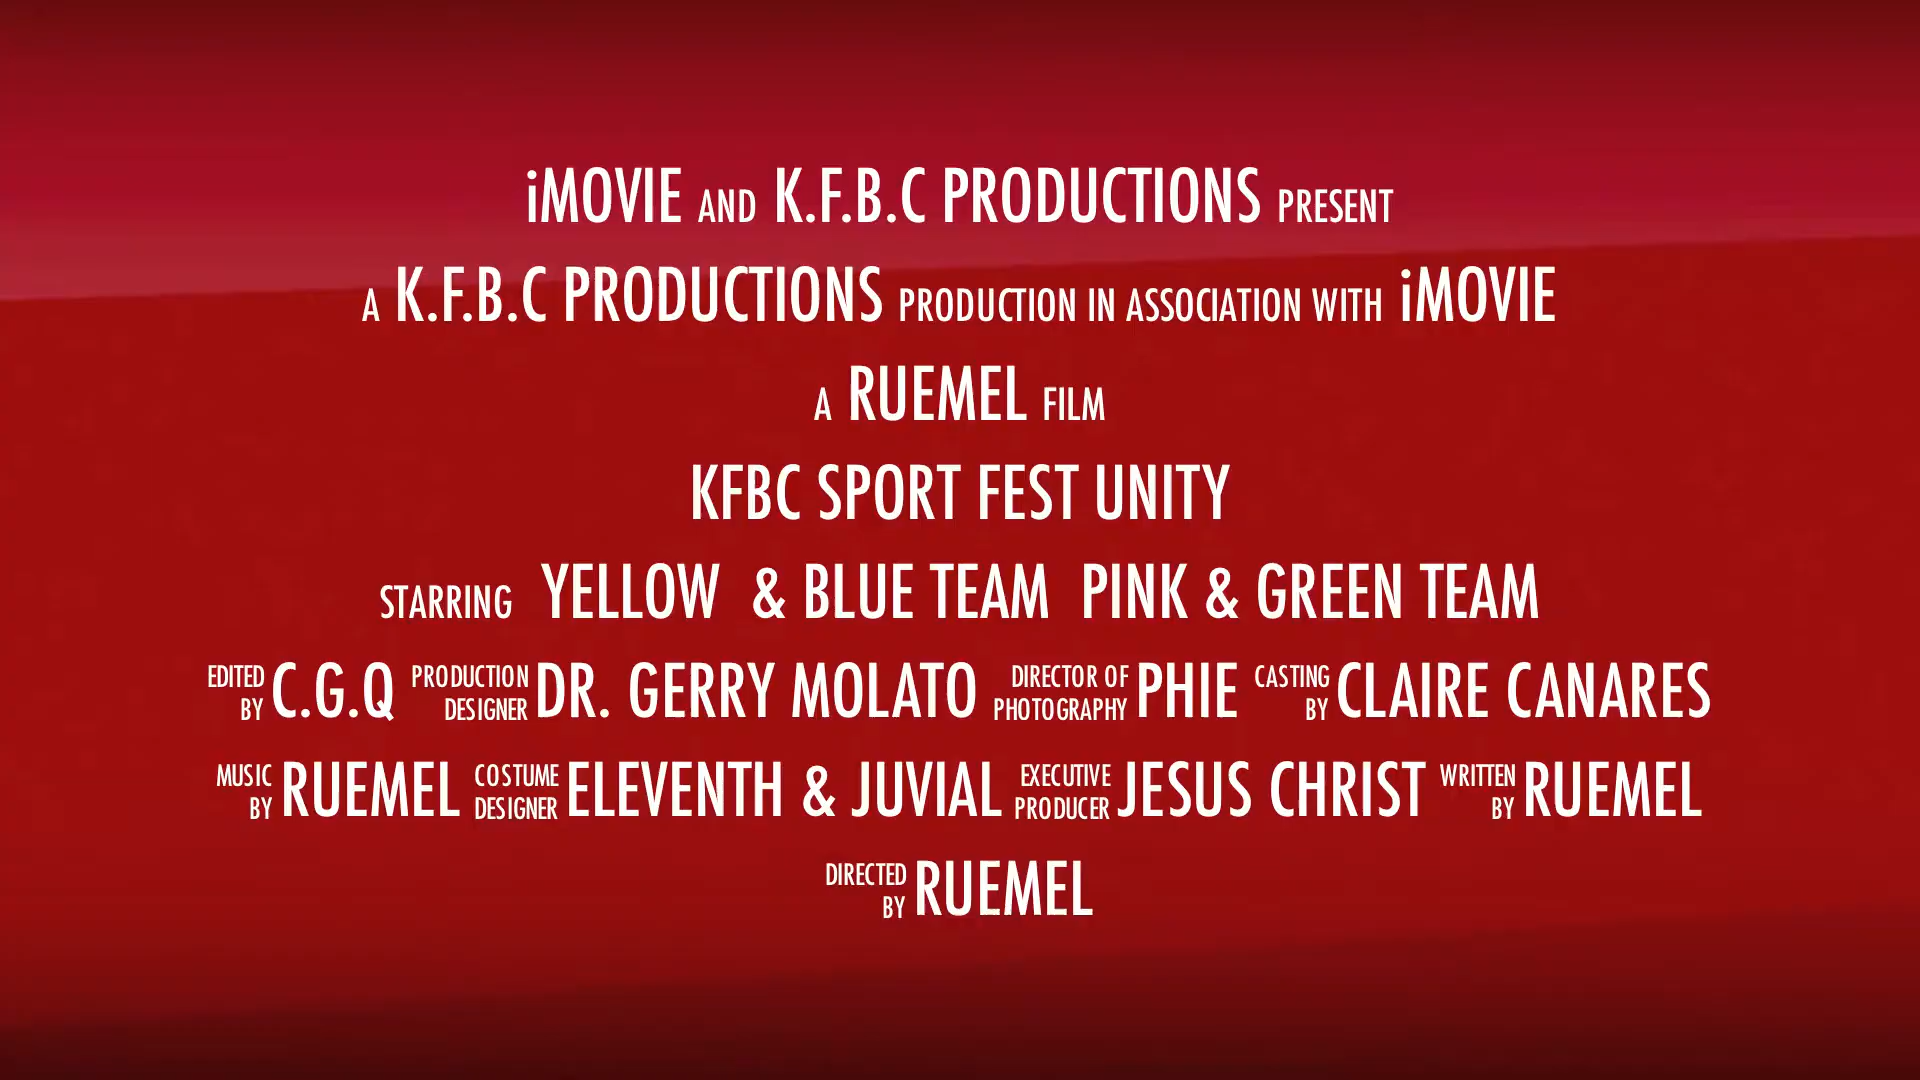 iMOVIE AND K.F.B.C PRODUCTIONS PRESENT
A K.F.B.C PRODUCTIONS PRODUCTION IN ASSOCIATION WITH iMOVIE
A RUEMEL FILM
KFBC SPORT FEST UNITY
STARRING YELLOW & BLUE TEAM PINK & GREEN TEAM
EDITED BY C.G.Q PRODUCTION DESIGNER DR. GERRY MOLATO DIRECTOR OF PHOTOGRAPHY PHIE CASTING BY CLAIRE CANARES
MUSIC BY RUEMEL COSTUME DESIGNER ELEVENTH & JUVIAL EXECUTIVE PRODUCER JESUS CHRIST WRITTEN BY RUEMEL
DIRECTED BY RUEMEL